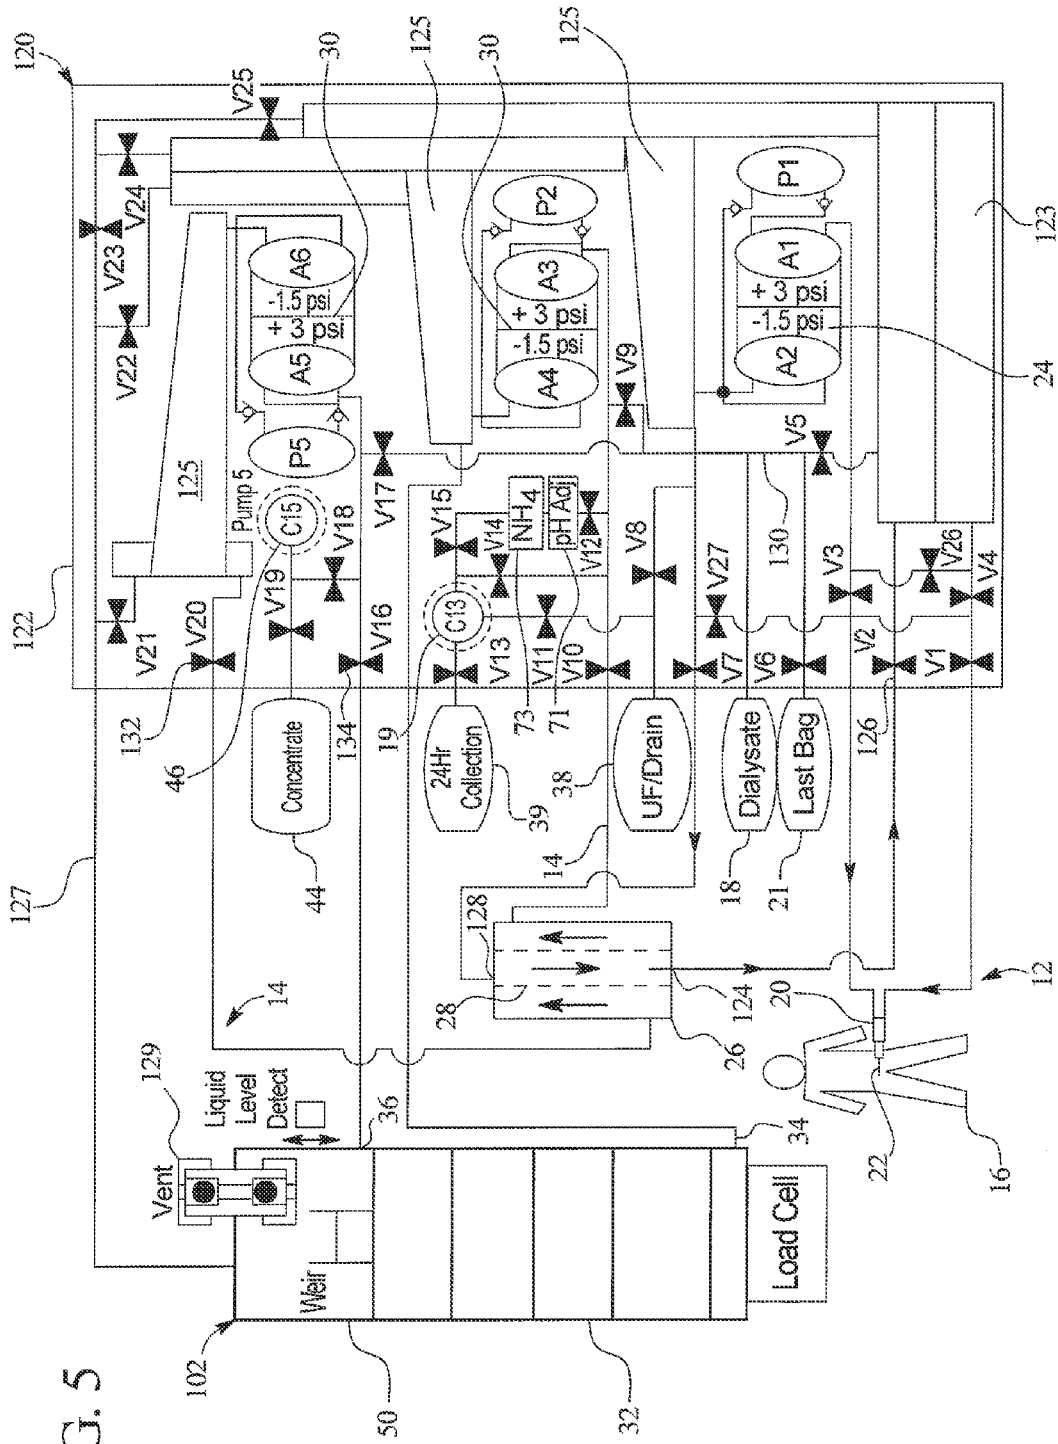 120
V25
30
125
30
125
V24
V23
V22
122
A6
-1.5 psi
+ 3 psi
A5
P5
Pump 5
C15
125
P2
A3
+ 3 psi
-1.5 psi
A4
V9
P1
A1
+ 3 psi
-1.5 psi
A2
24
123
V5
V21
V20
132
V19
V18
V17
V16
134
46
V15
V14
NH4
pH Adj
V12
C13
V13
V11
V10
73
71
19
V8
V27
130
V3
V26
V4
V7
V6
V2
V1
126
127
Concentrate
44
24Hr
Collection
39
UF/Drain
38
Dialysate
18
Last Bag
21
14
14
128
28
124
26
20
12
22
16
129
Vent
Liquid
Level
Detect
36
34
Weir
Load Cell
102
50
32
G. 5